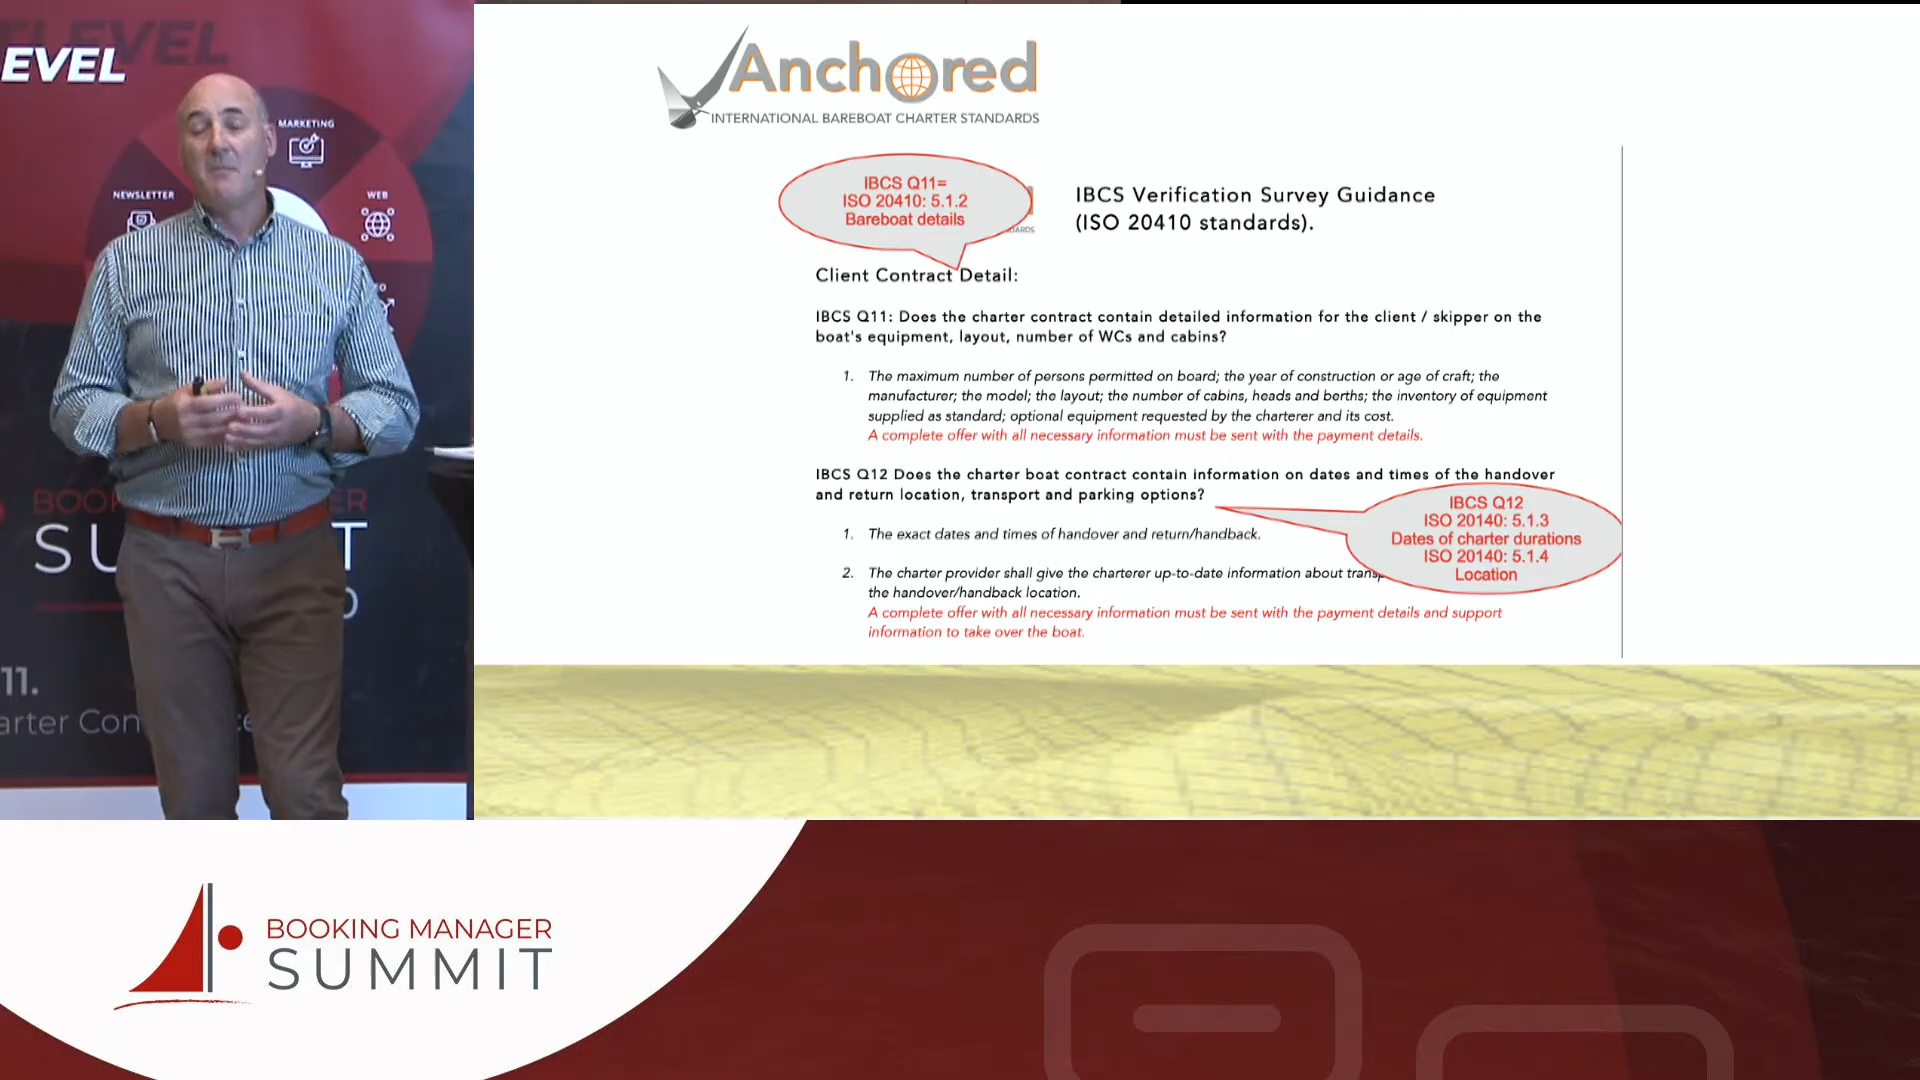 EVEL
MARKETING
NEWSLETTER
WEB
BOOK
ER
SU
T
O
11.
arter Con
Anchored
INTERNATIONAL BAREBOAT CHARTER STANDARDS
IBCS Q11=
ISO 20410: 5.1.2
Bareboat details
DARDS
IBCS Verification Survey Guidance
(ISO 20410 standards).
Client Contract Detail:
IBCS Q11: Does the charter contract contain detailed information for the client / skipper on the
boat's equipment, layout, number of WCs and cabins?
1. The maximum number of persons permitted on board; the year of construction or age of craft; the
manufacturer; the model; the layout; the number of cabins, heads and berths; the inventory of equipment
supplied as standard; optional equipment requested by the charterer and its cost.
A complete offer with all necessary information must be sent with the payment details.
IBCS Q12 Does the charter boat contract contain information on dates and times of the handover
and return location, transport and parking options?
IBCS Q12
ISO 20140: 5.1.3
Dates of charter durations
ISO 20140: 5.1.4
Location
1. The exact dates and times of handover and return/handback.
2. The charter provider shall give the charterer up-to-date information about transp
the handover/handback location.
A complete offer with all necessary information must be sent with the payment details and support
information to take over the boat.
BOOKING MANAGER
SUMMIT